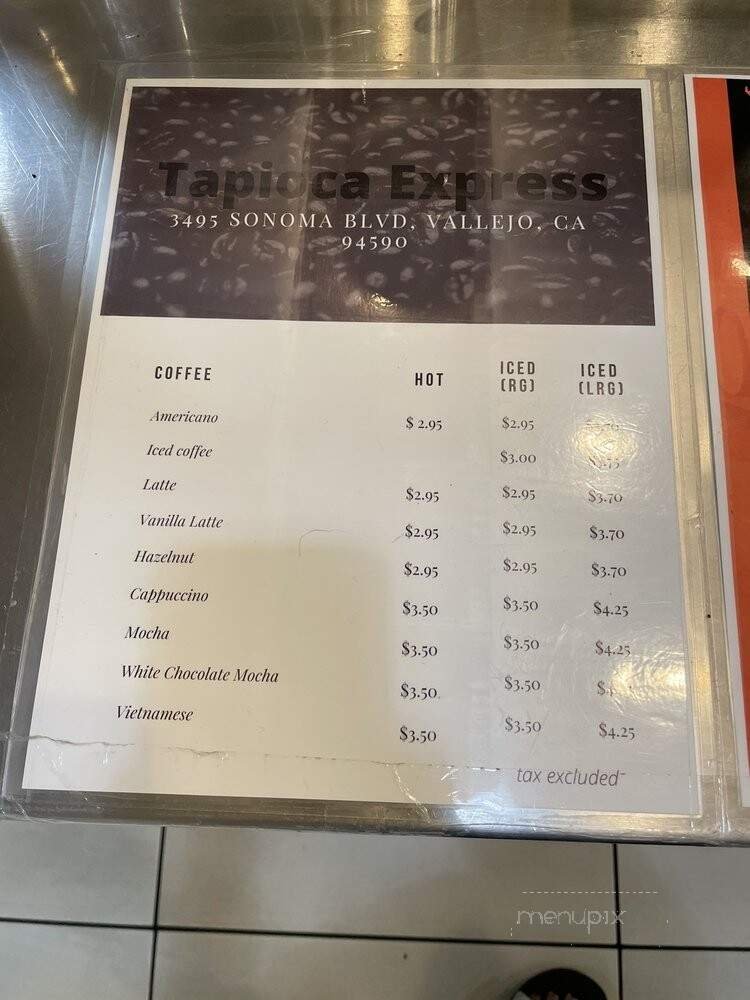 Tapioca Express
3495 SONOMA BLVD, VALLEJO, CA
94590
COFFEE HOT ICED (RG) ICED (LRG)
Americano $ 2.95 $2.95
Iced coffee $3.00
Latte $2.95 $2.95 $3.70
Vanilla Latte $2.95 $2.95 $3.70
Hazelnut $2.95 $2.95 $3.70
Cappuccino $3.50 $3.50 $4.25
Mocha $3.50 $3.50 $4.25
White Chocolate Mocha $3.50 $3.50
Vietnamese $3.50 $3.50 $4.25
tax excluded~
menupix